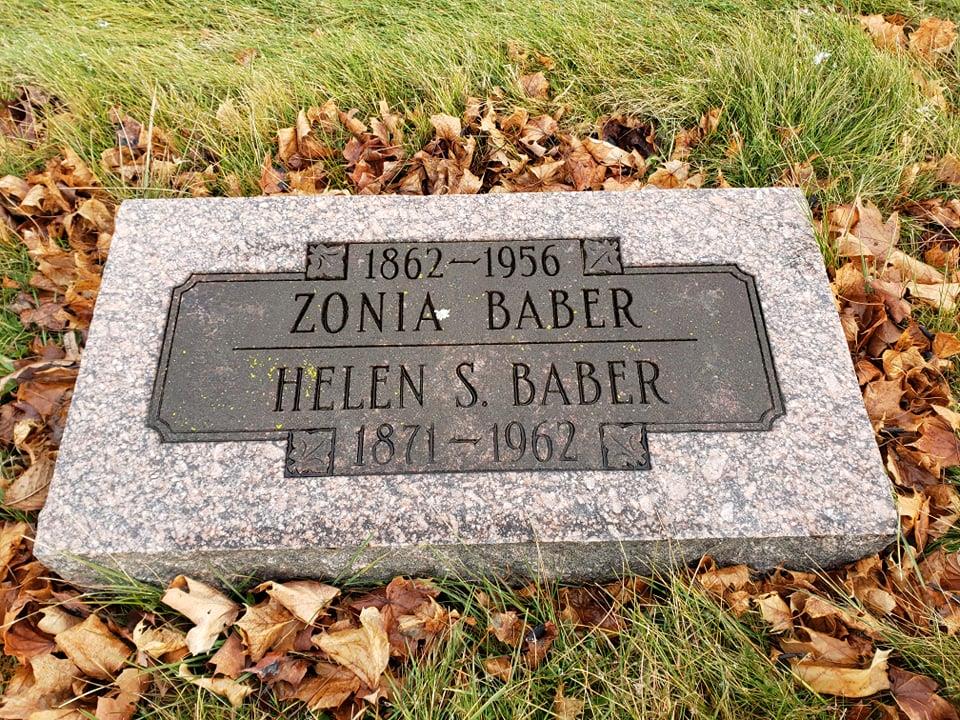 1862–1956
ZONIA BABER
HELEN S. BABER
1871–1962